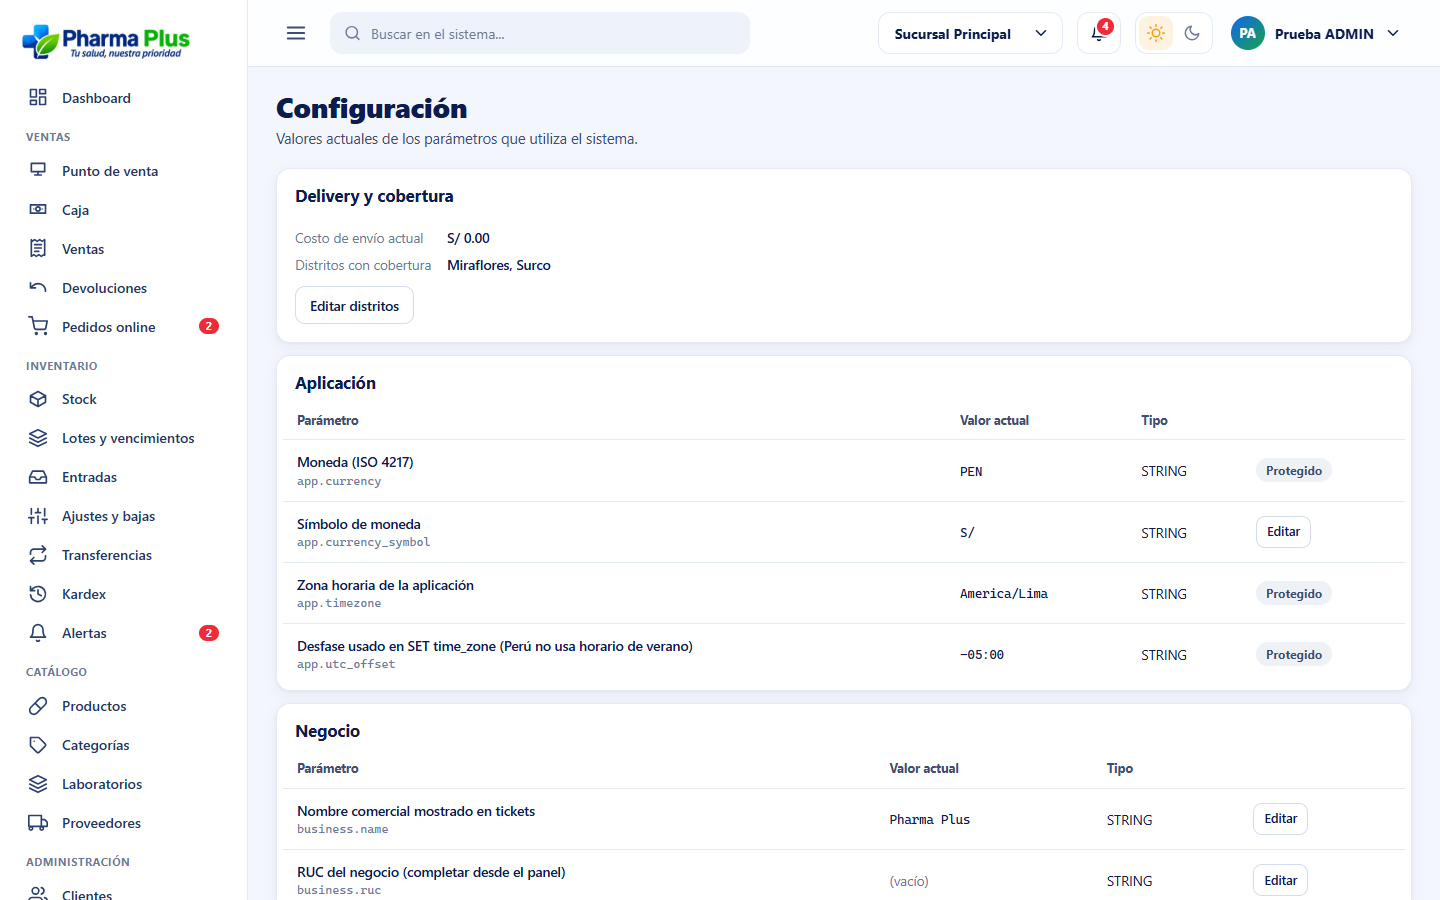 Pharma Plus
Tu salud, nuestra prioridad
Buscar en el sistema...
Sucursal Principal
4
PA
Prueba ADMIN
Dashboard
VENTAS
Punto de venta
Caja
Ventas
Devoluciones
Pedidos online 2
INVENTARIO
Stock
Lotes y vencimientos
Entradas
Ajustes y bajas
Transferencias
Kardex
Alertas 2
CATÁLOGO
Productos
Categorías
Laboratorios
Proveedores
ADMINISTRACIÓN
Clientes
Configuración
Valores actuales de los parámetros que utiliza el sistema.
Delivery y cobertura
Costo de envío actual S/ 0.00
Distritos con cobertura Miraflores, Surco
Editar distritos
Aplicación
Parámetro Valor actual Tipo
Moneda (ISO 4217)
app.currency
PEN STRING Protegido
Símbolo de moneda
app.currency_symbol
S/ STRING Editar
Zona horaria de la aplicación
app.timezone
America/Lima STRING Protegido
Desfase usado en SET time_zone (Perú no usa horario de verano)
app.utc_offset
-05:00 STRING Protegido
Negocio
Parámetro Valor actual Tipo
Nombre comercial mostrado en tickets
business.name
Pharma Plus STRING Editar
RUC del negocio (completar desde el panel)
business.ruc
(vacío) STRING Editar